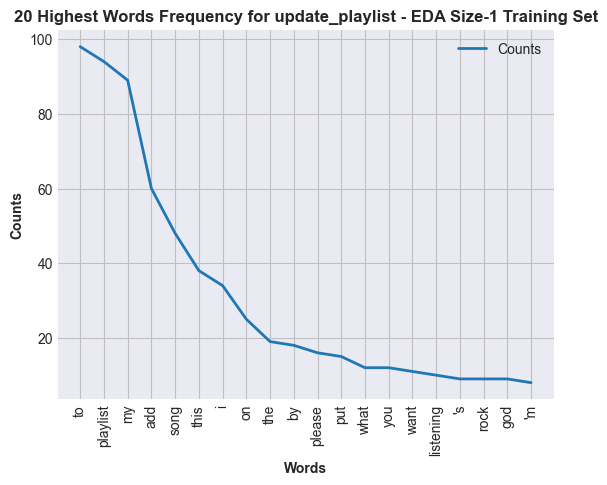 20 Highest Words Frequency for update_playlist - EDA Size-1 Training Set
Counts
100
80
60
40
20
Counts
to
playlist
my
add
song
this
i
on
the
by
please
put
what
you
want
listening
's
rock
god
'm
Words